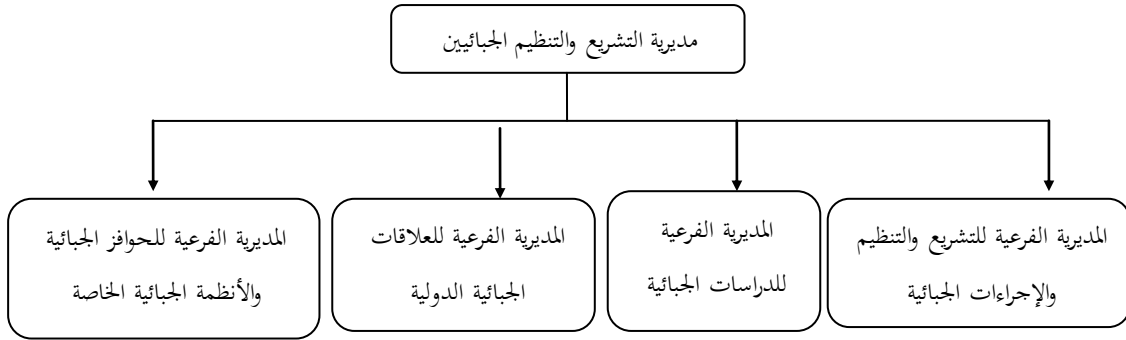 مديرية التشريع والتنظيم الجبائيين
المديرية الفرعية للتشريع والتنظيم
والإجراءات الجبائية
المديرية الفرعية
للدراسات الجبائية
المديرية الفرعية للعلاقات
الجبائية الدولية
المديرية الفرعية للحوافز الجبائية
والأنظمة الجبائية الخاصة